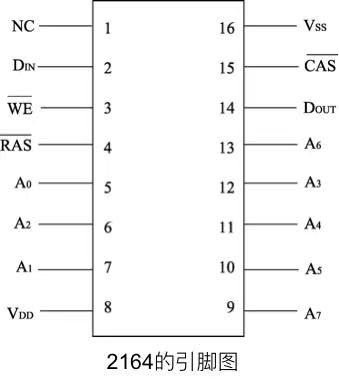 NC 1 16 VSS
DIN 2 15 CAS
WE 3 14 DOUT
RAS 4 13 A6
A0 5 12 A3
A2 6 11 A4
A1 7 10 A5
VDD 8 9 A7
2164的引脚图